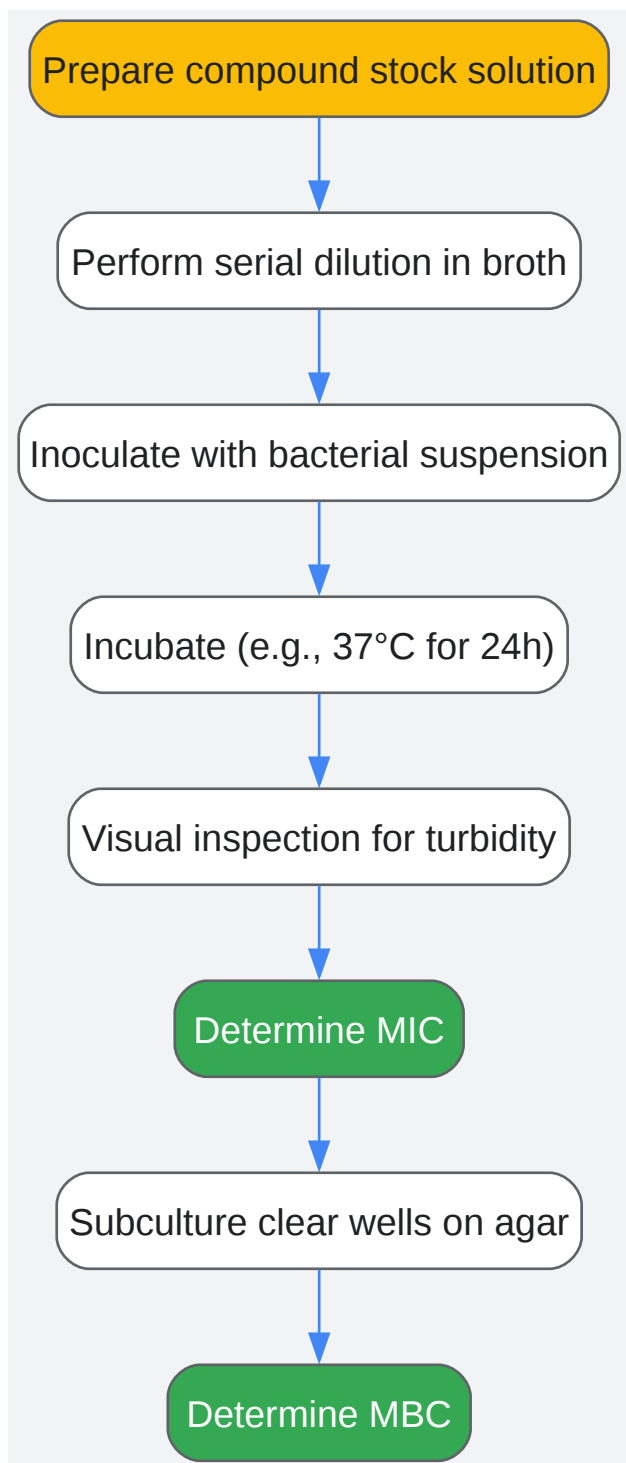 Prepare compound stock solution
Perform serial dilution in broth
Inoculate with bacterial suspension
Incubate (e.g., 37°C for 24h)
Visual inspection for turbidity
Determine MIC
Subculture clear wells on agar
Determine MBC